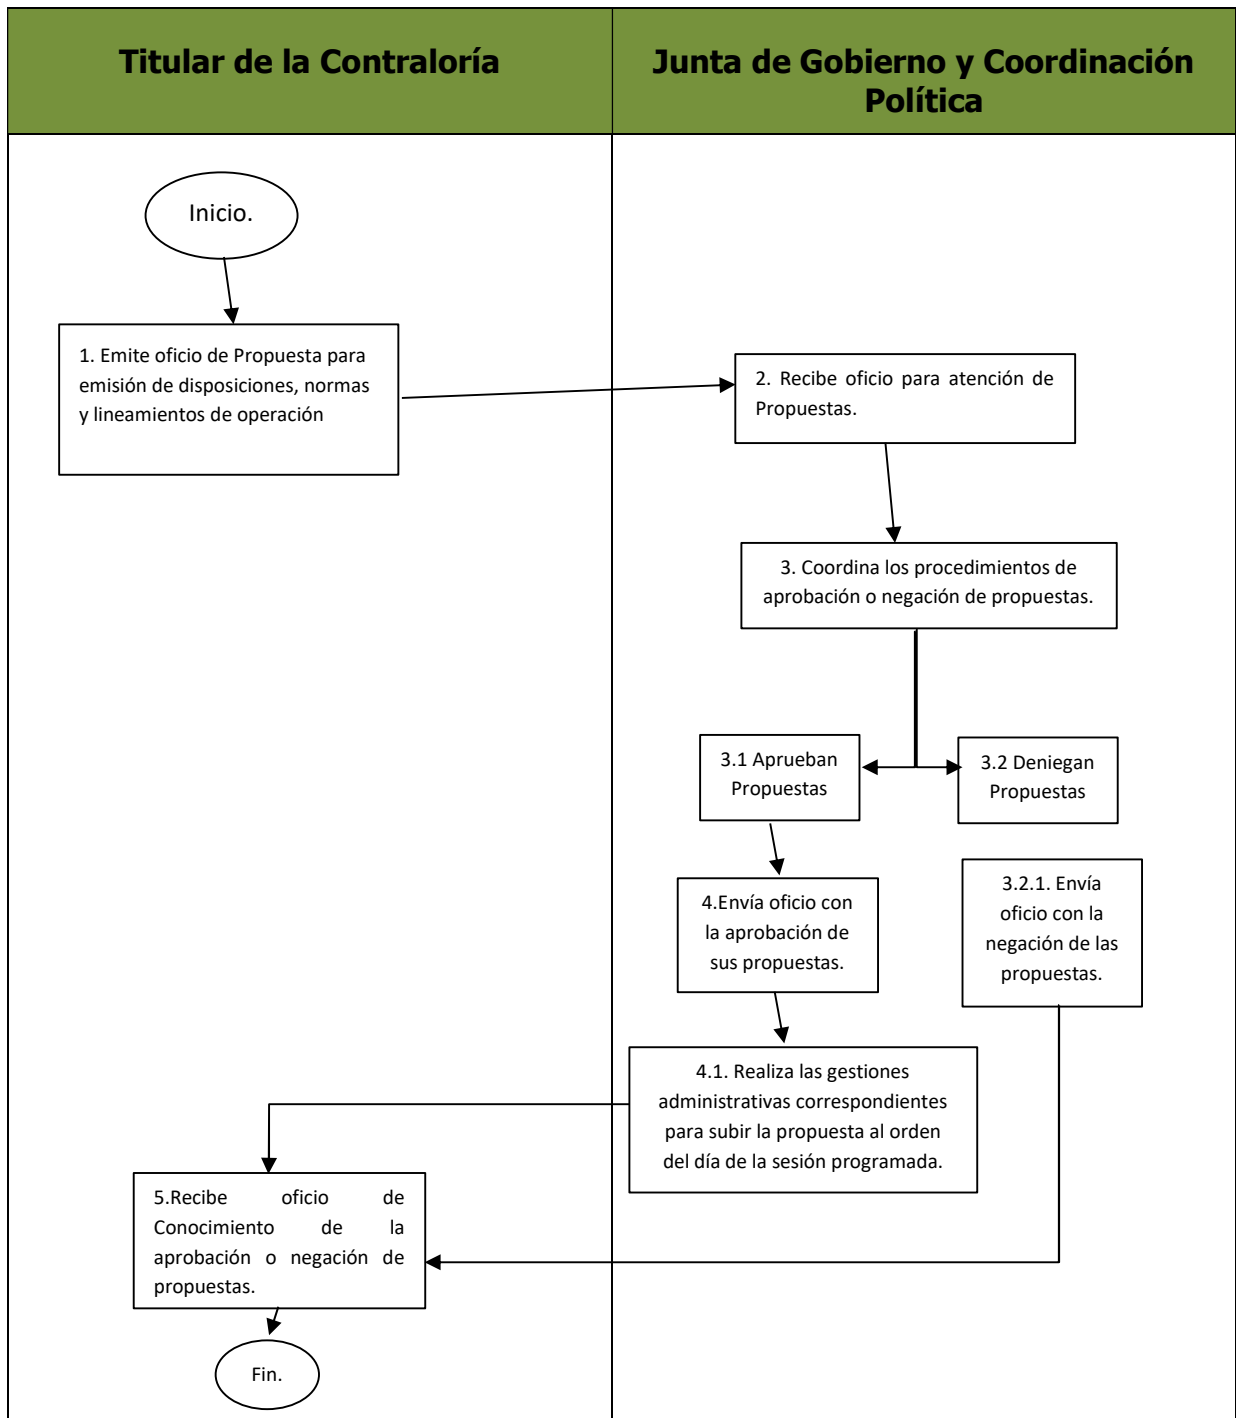 Titular de la Contraloría
Junta de Gobierno y Coordinación
Política
Inicio.
1. Emite oficio de Propuesta para
emisión de disposiciones, normas
y lineamientos de operación
2. Recibe oficio para atención de
Propuestas.
3. Coordina los procedimientos de
aprobación o negación de propuestas.
3.1 Aprueban
Propuestas
3.2 Deniegan
Propuestas
4.Envía oficio con
la aprobación de
sus propuestas.
3.2.1. Envía
oficio con la
negación de las
propuestas.
4.1. Realiza las gestiones
administrativas correspondientes
para subir la propuesta al orden
del día de la sesión programada.
5.Recibe oficio de
Conocimiento de la
aprobación o negación de
propuestas.
Fin.